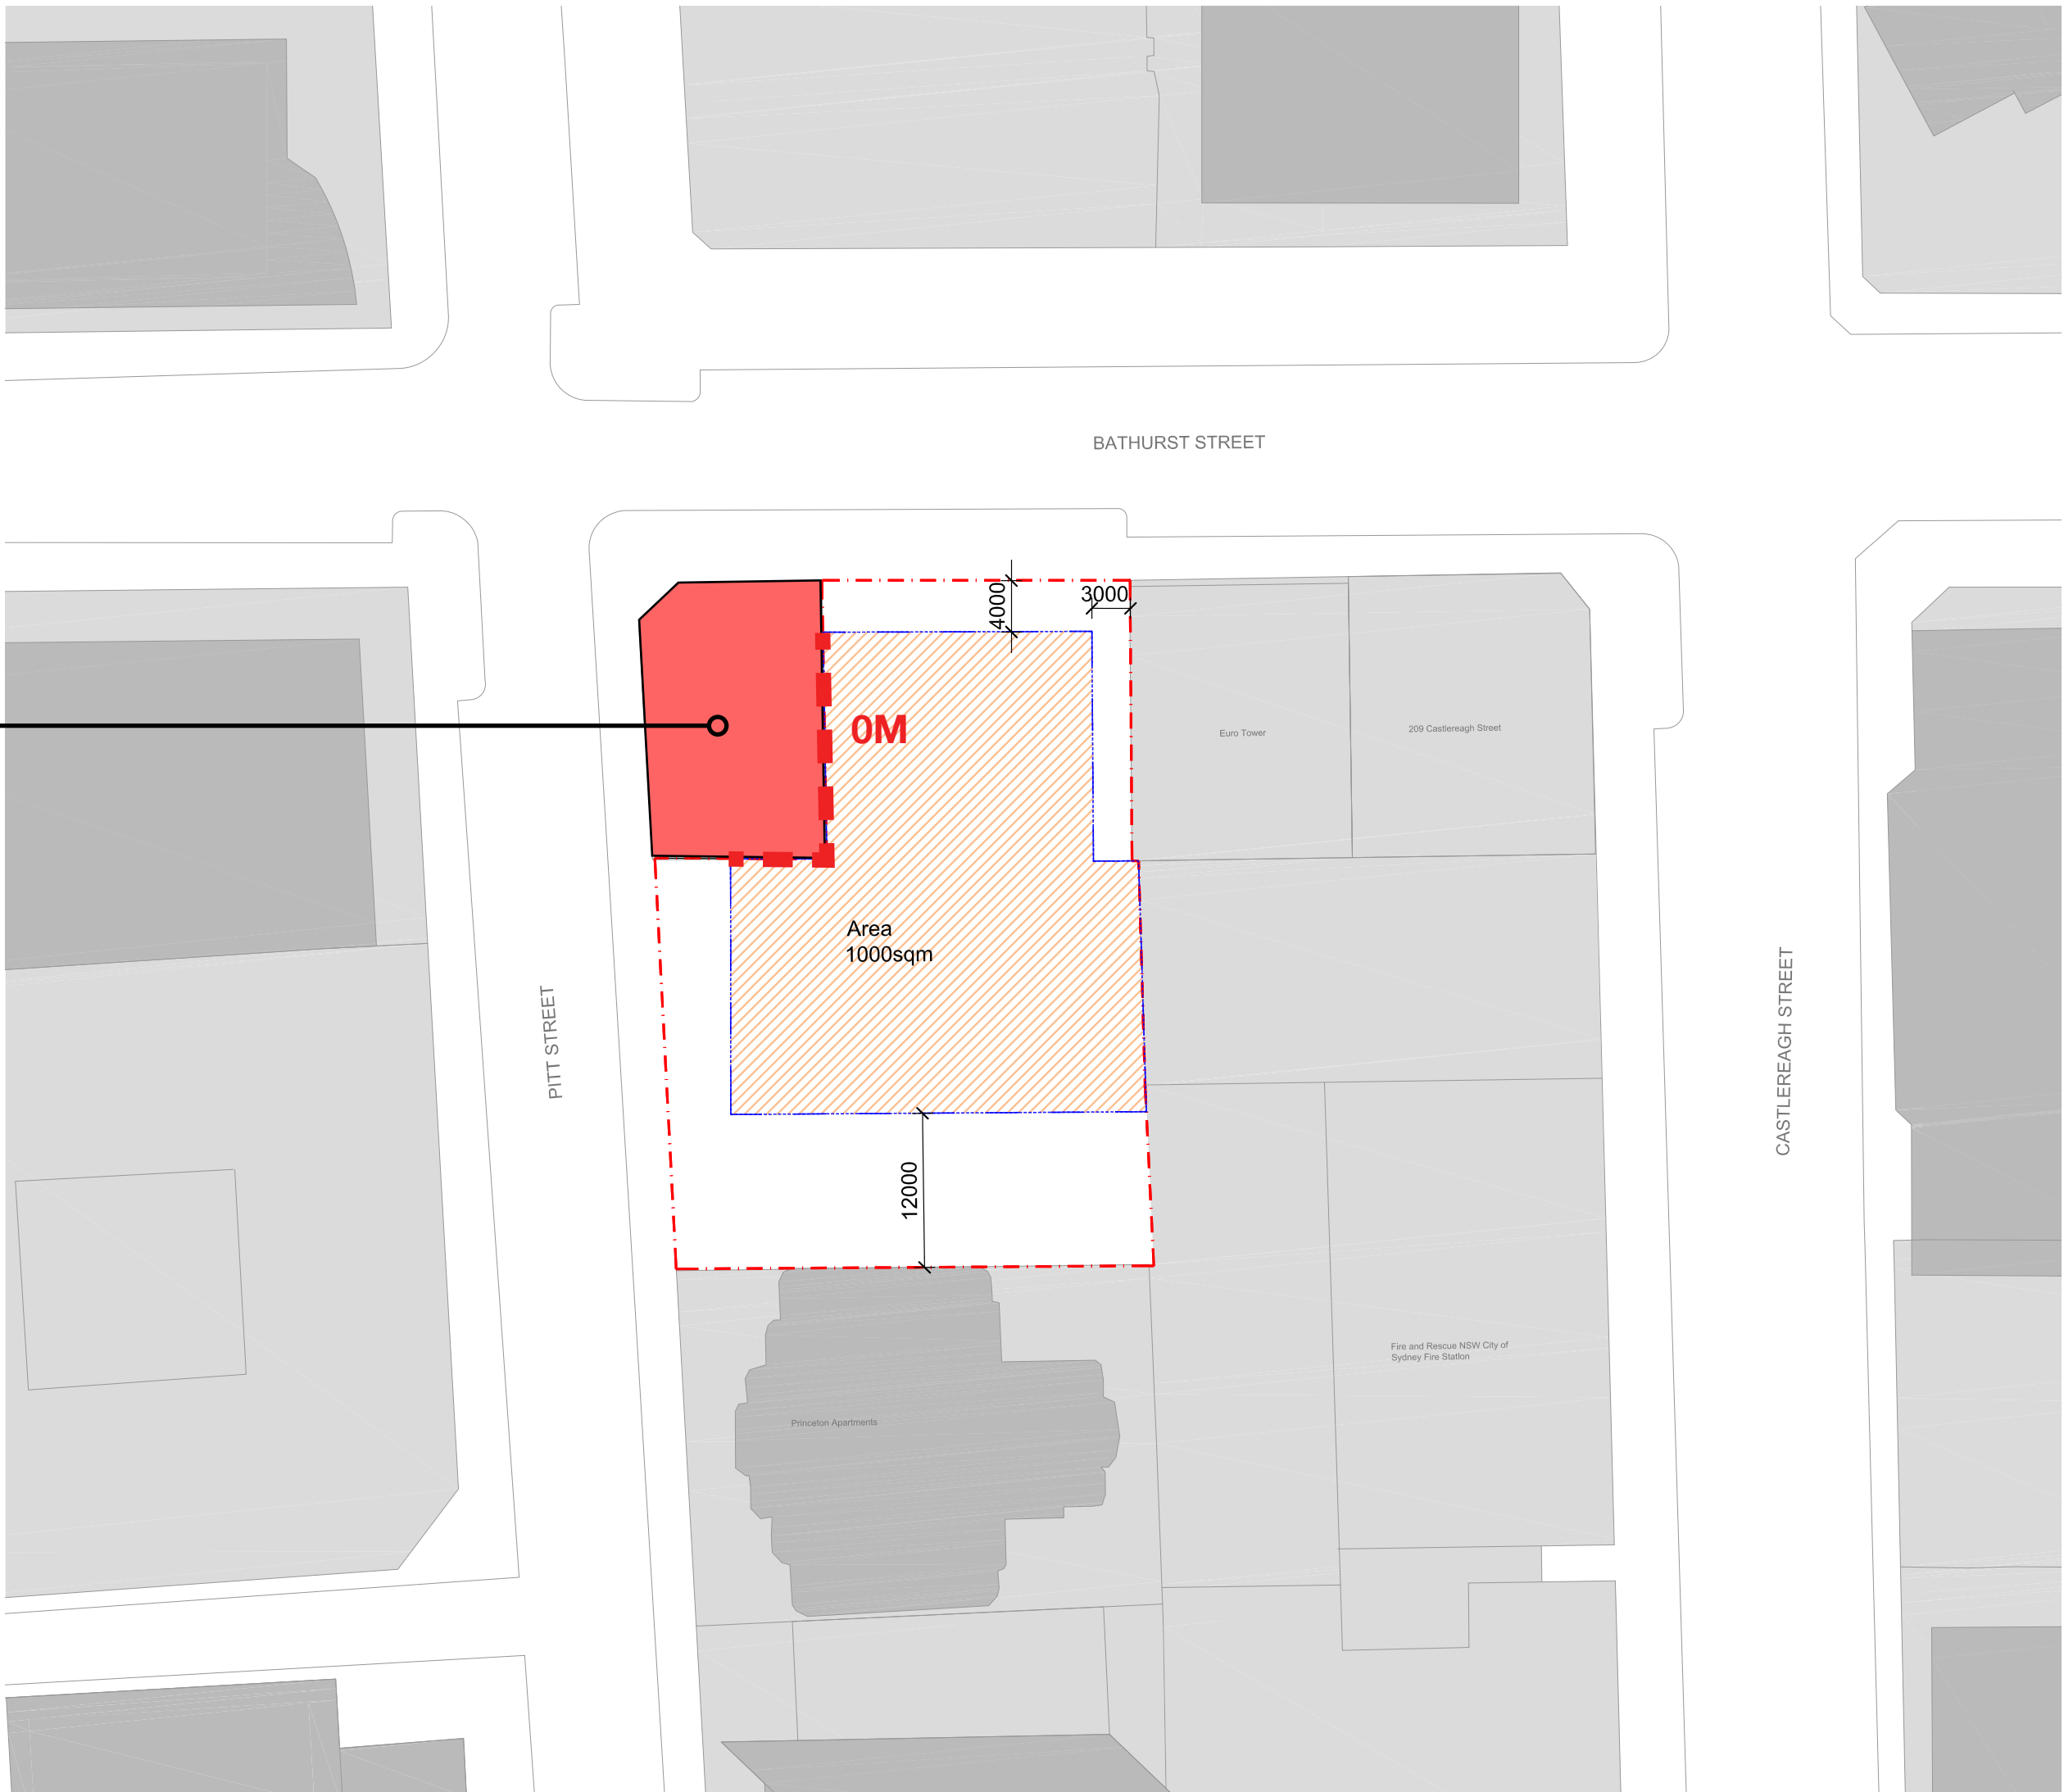 BATHURST STREET
4000
3000
0M
Euro Tower
209 Castlereagh Street
Area
1000sqm
PITT STREET
CASTLEREAGH STREET
12000
Fire and Rescue NSW City of
Sydney Fire Station
Princeton Apartments